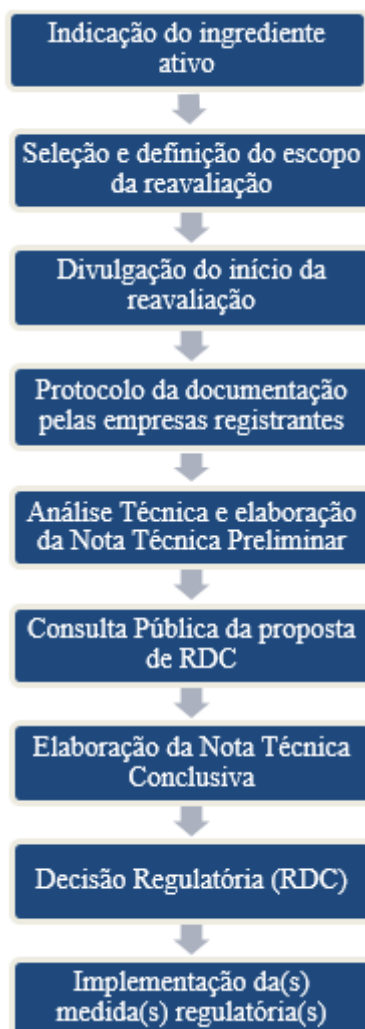 Indicação do ingrediente
ativo
Seleção e definição do escopo
da reavaliação
Divulgação do início da
reavaliação
Protocolo da documentação
pelas empresas registrantes
Análise Técnica e elaboração
da Nota Técnica Preliminar
Consulta Pública da proposta
de RDC
Elaboração da Nota Técnica
Conclusiva
Decisão Regulatória (RDC)
Implementação da(s)
medida(s) regulatória(s)